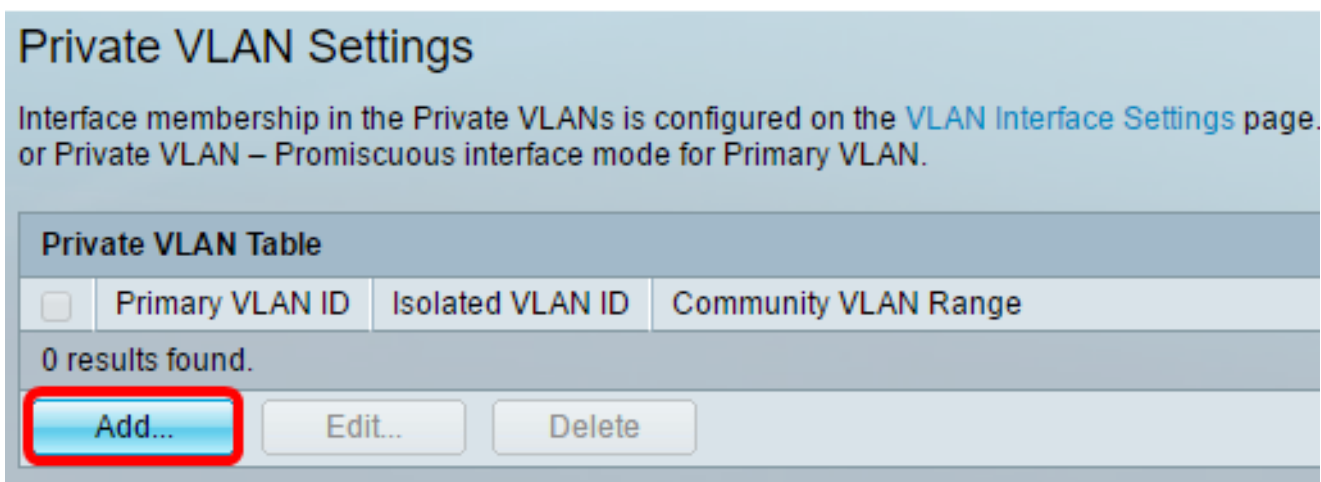 Private VLAN Settings
Interface membership in the Private VLANs is configured on the VLAN Interface Settings page.
or Private VLAN – Promiscuous interface mode for Primary VLAN.
Private VLAN Table
Primary VLAN ID Isolated VLAN ID Community VLAN Range
0 results found.
Add... Edit... Delete